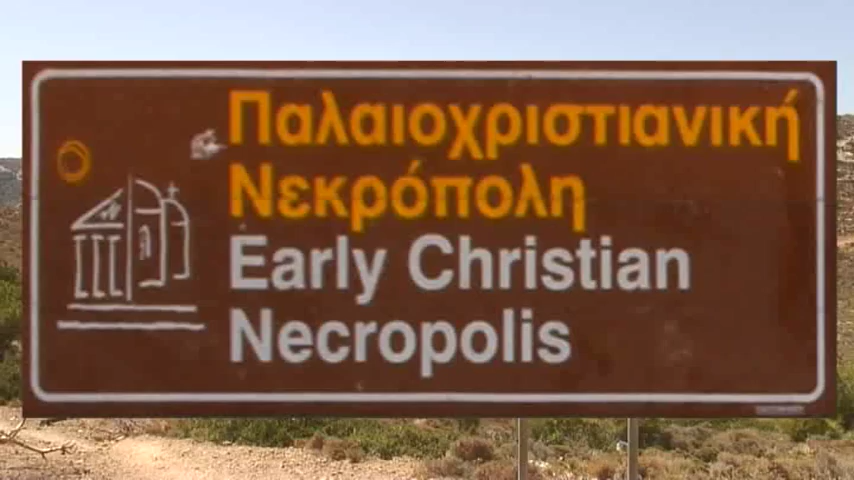 Παλαιοχριστιανική
Νεκρόπολη
Early Christian
Necropolis